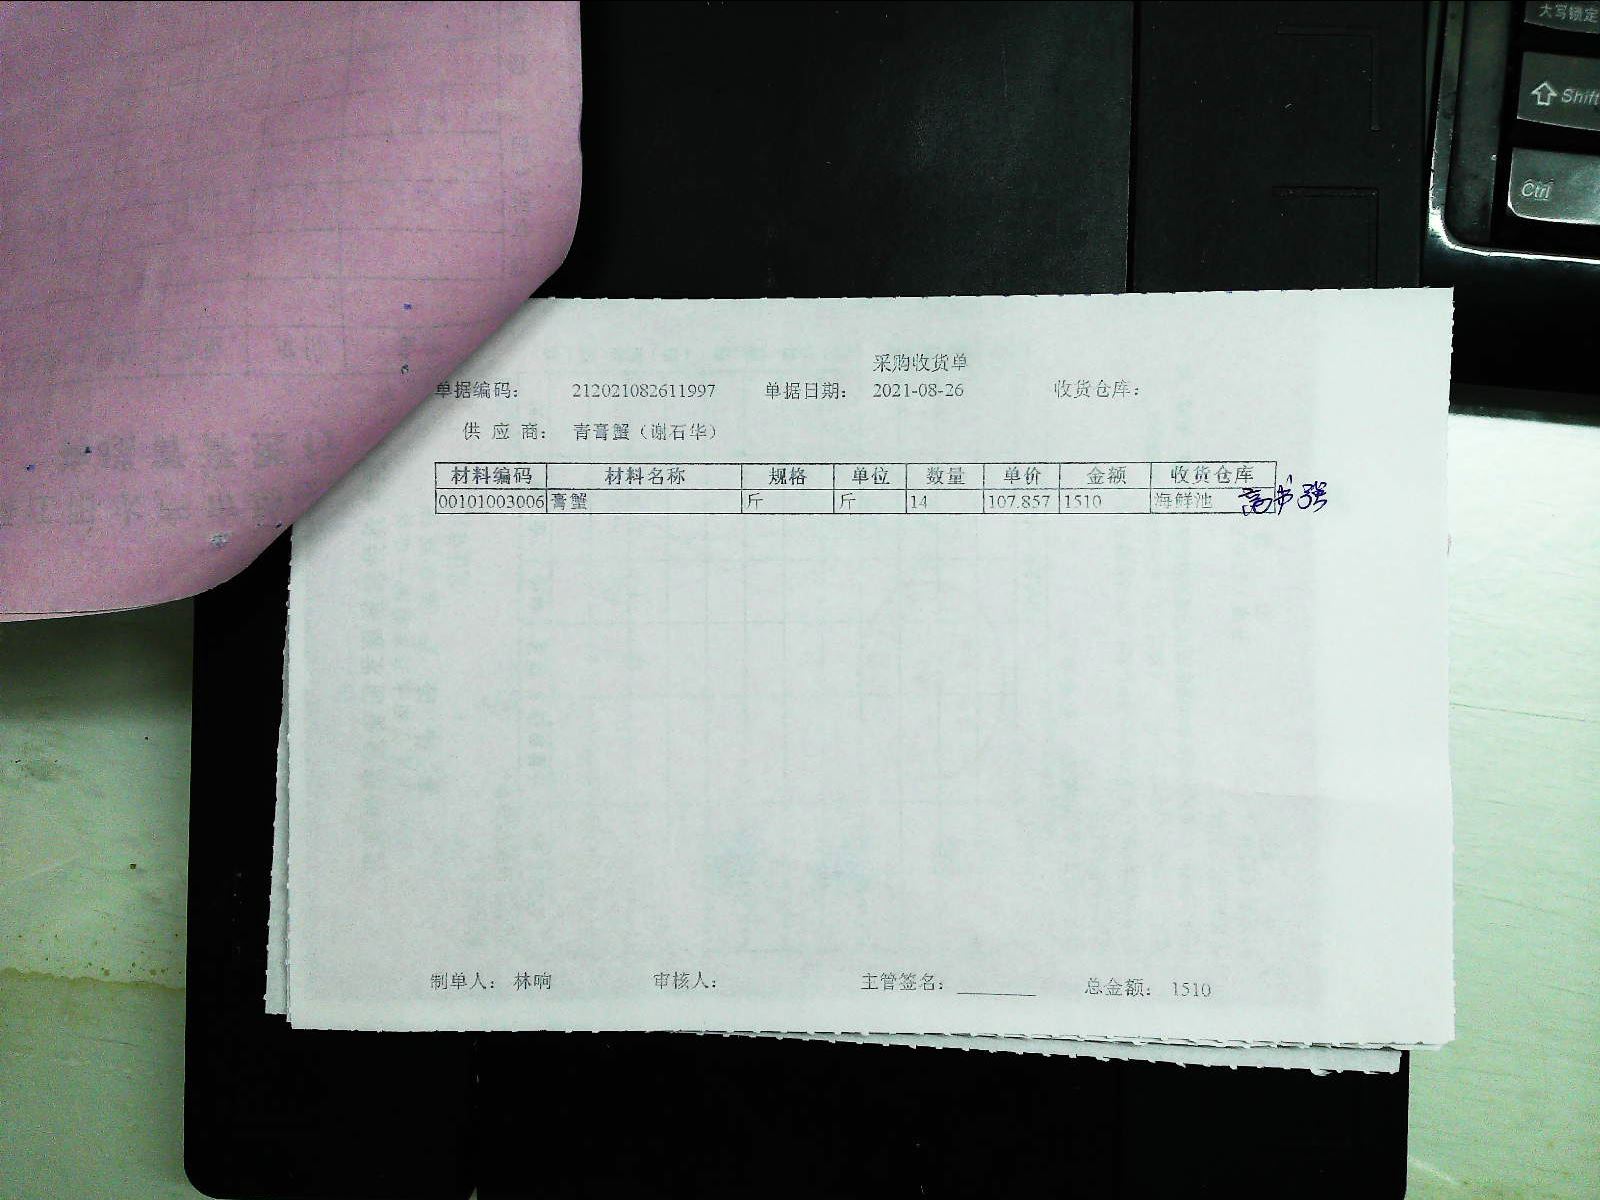 大写锁定
Shift
Ctrl
采购收货单
单据编码： 212021082611997 单据日期： 2021-08-26 收货仓库：
供 应 商： 青膏蟹（谢石华）
材料编码 材料名称 规格 单位 数量 单价 金额 收货仓库
00101003006 膏蟹 斤 斤 14 107.857 1510 海鲜池
制单人： 林响 审核人： 主管签名： 总金额： 1510